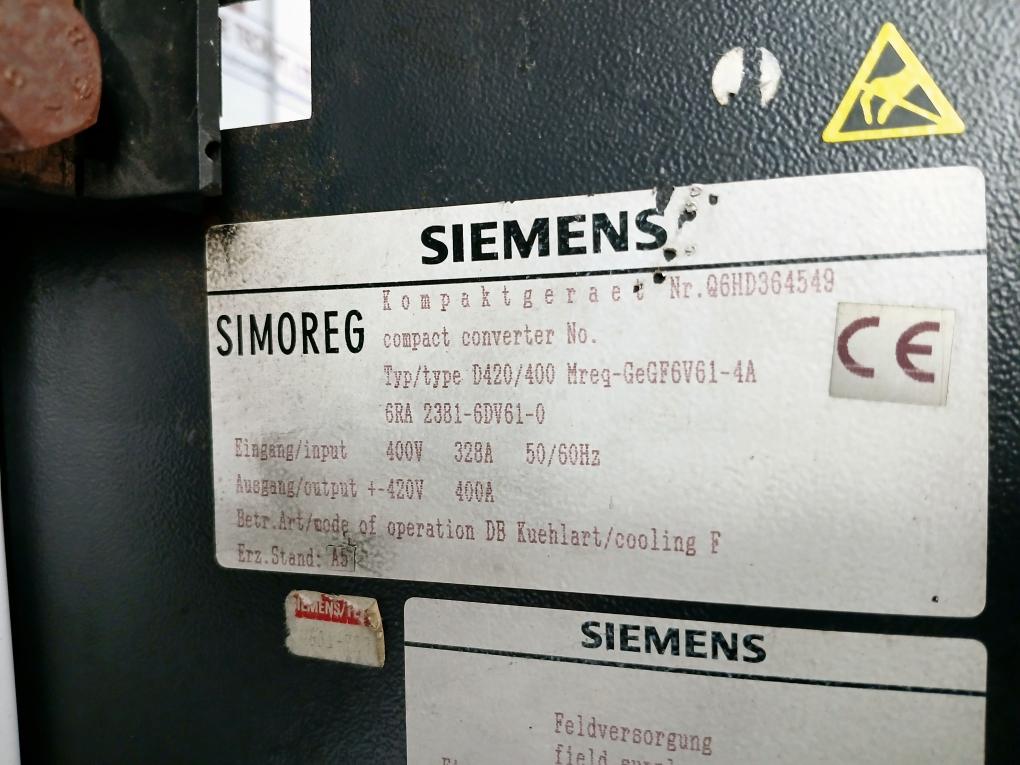 SIEMENS
SIMOREG
Kompaktgeraet Nr.Q6HD364549
compact converter No.
Typ/type D420/400 Mreq-GeGF6V61-4A
6RA 2381-6DV61-0
Eingang/input 400V 328A 50/60Hz
Ausgang/output +-420V 400A
Betr.Art/mode of operation DB Kuehlart/cooling F
Erz.Stand: A5
CE
SIEMENS
Feldversorgung
field